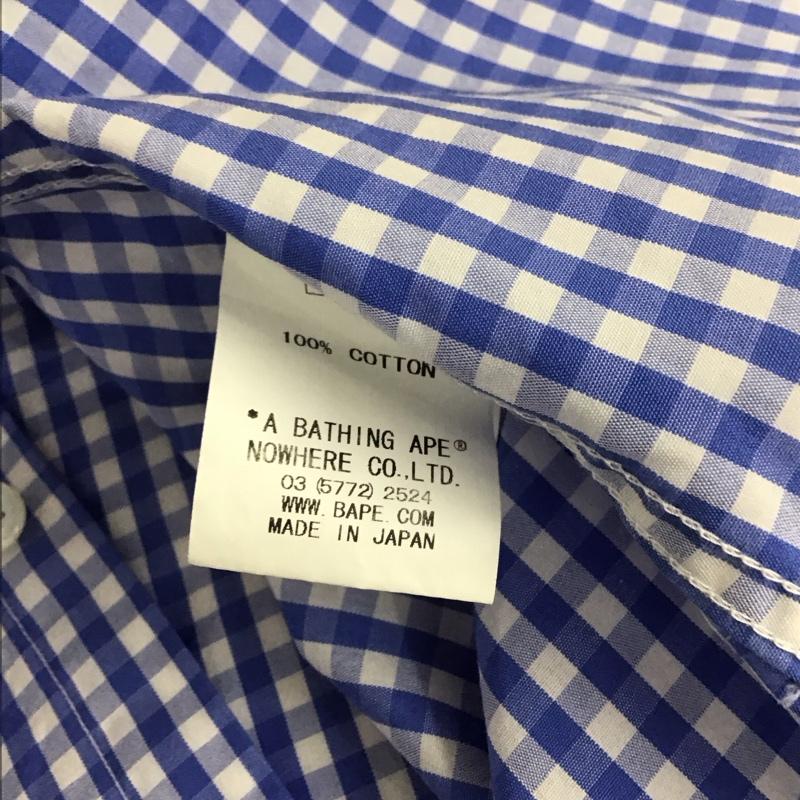 100% COTTON
*A BATHING APE®
NOWHERE CO.,LTD.
03 (5772) 2524
WWW. BAPE. COM
MADE IN JAPAN